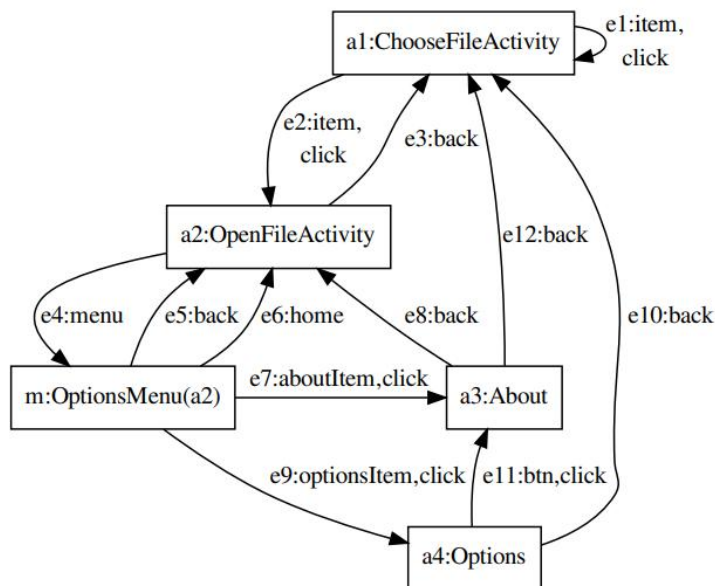 a1:ChooseFileActivity
e1:item,
click
e2:item,
click
e3:back
a2:OpenFileActivity
e12:back
e4:menu
e5:back
e6:home
e8:back
e10:back
m:OptionsMenu(a2)
e7:aboutItem,click
a3:About
e9:optionsItem,click
e11:btn,click
a4:Options